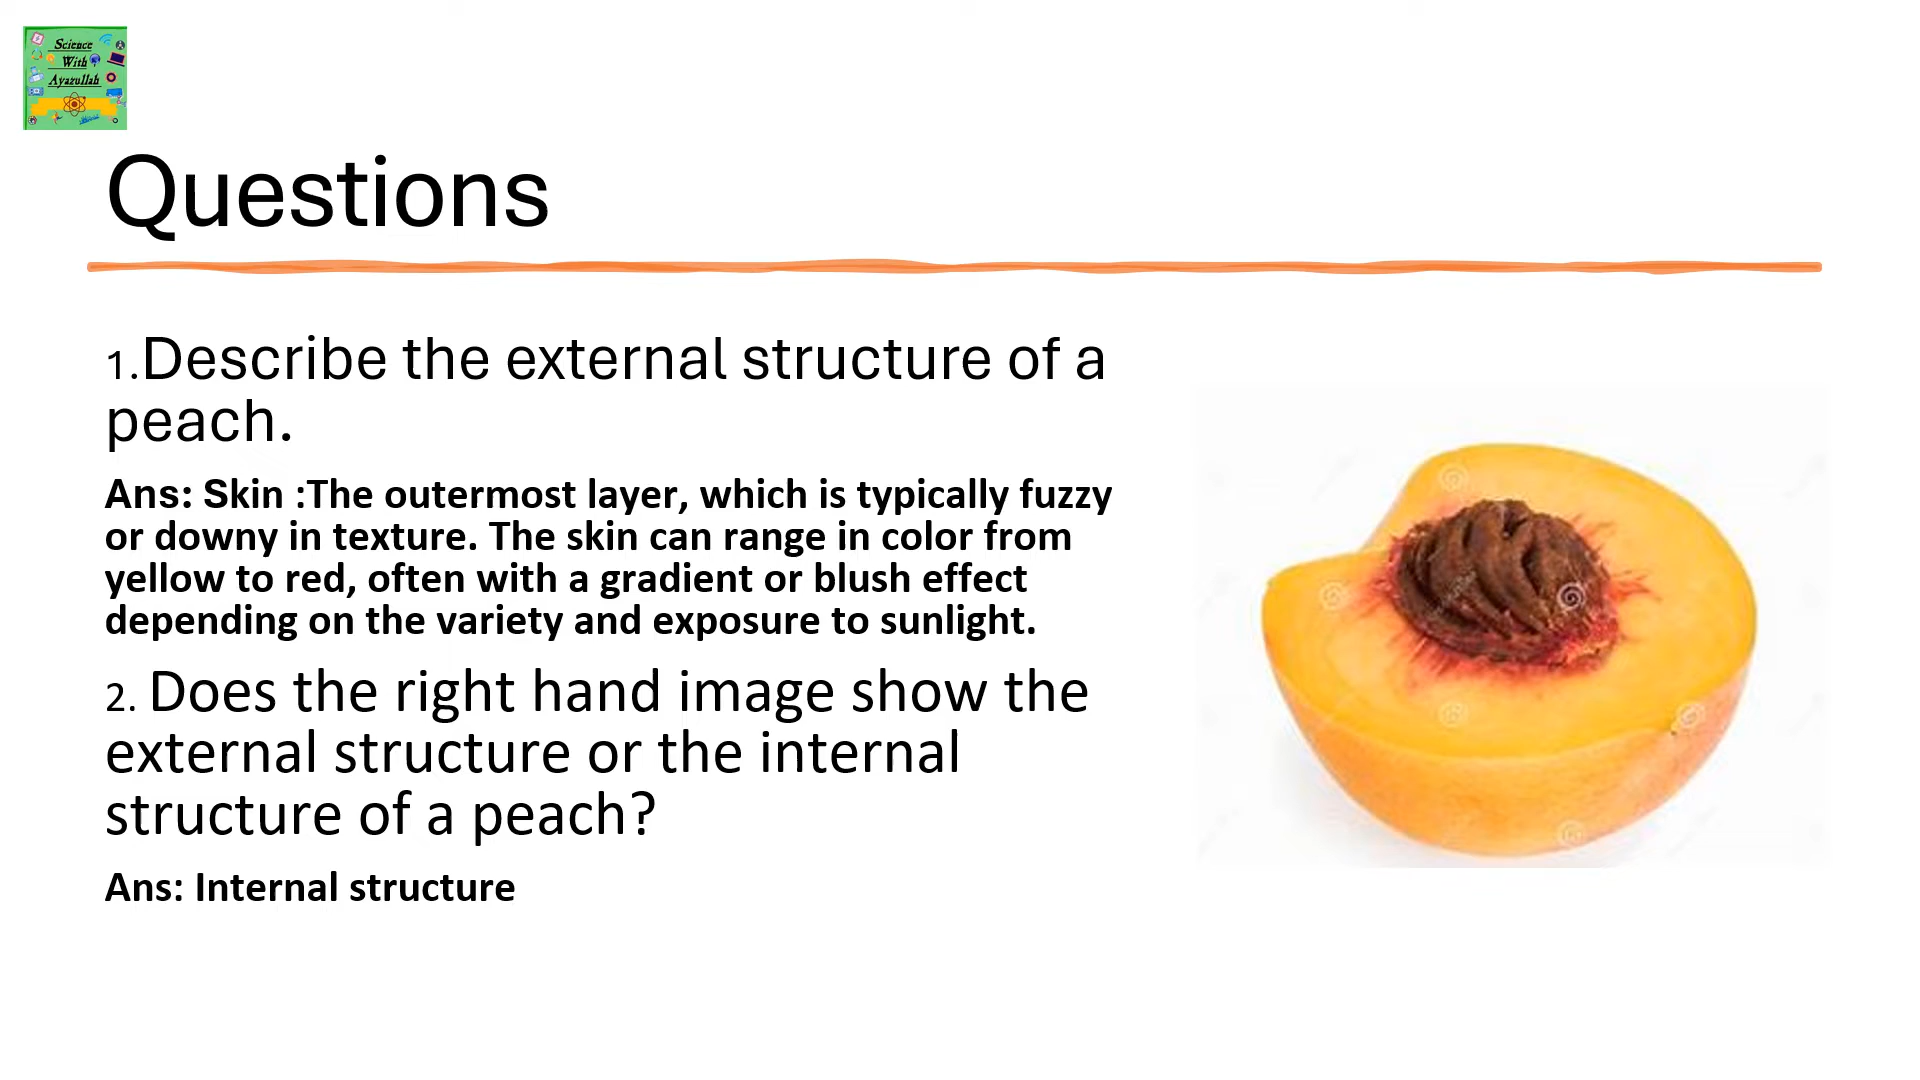 Science
With
Ayazullah
Questions
1.Describe the external structure of a
peach.
Ans: Skin :The outermost layer, which is typically fuzzy
or downy in texture. The skin can range in color from
yellow to red, often with a gradient or blush effect
depending on the variety and exposure to sunlight.
2. Does the right hand image show the
external structure or the internal
structure of a peach?
Ans: Internal structure